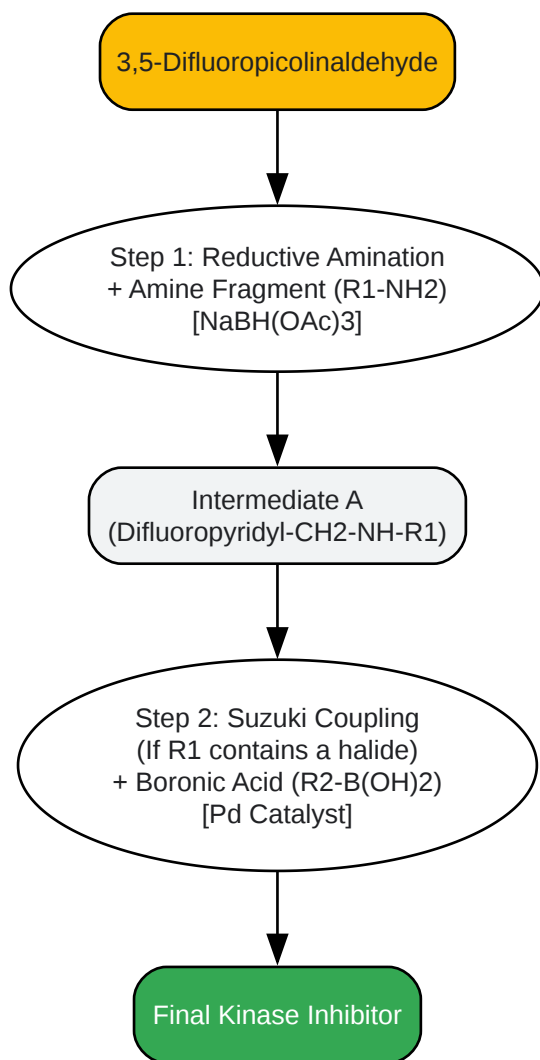 3,5-Difluoropicolinaldehyde
Step 1: Reductive Amination
+ Amine Fragment (R1-NH2)
[NaBH(OAc)3]
Intermediate A
(Difluoropyridyl-CH2-NH-R1)
Step 2: Suzuki Coupling
(If R1 contains a halide)
+ Boronic Acid (R2-B(OH)2)
[Pd Catalyst]
Final Kinase Inhibitor